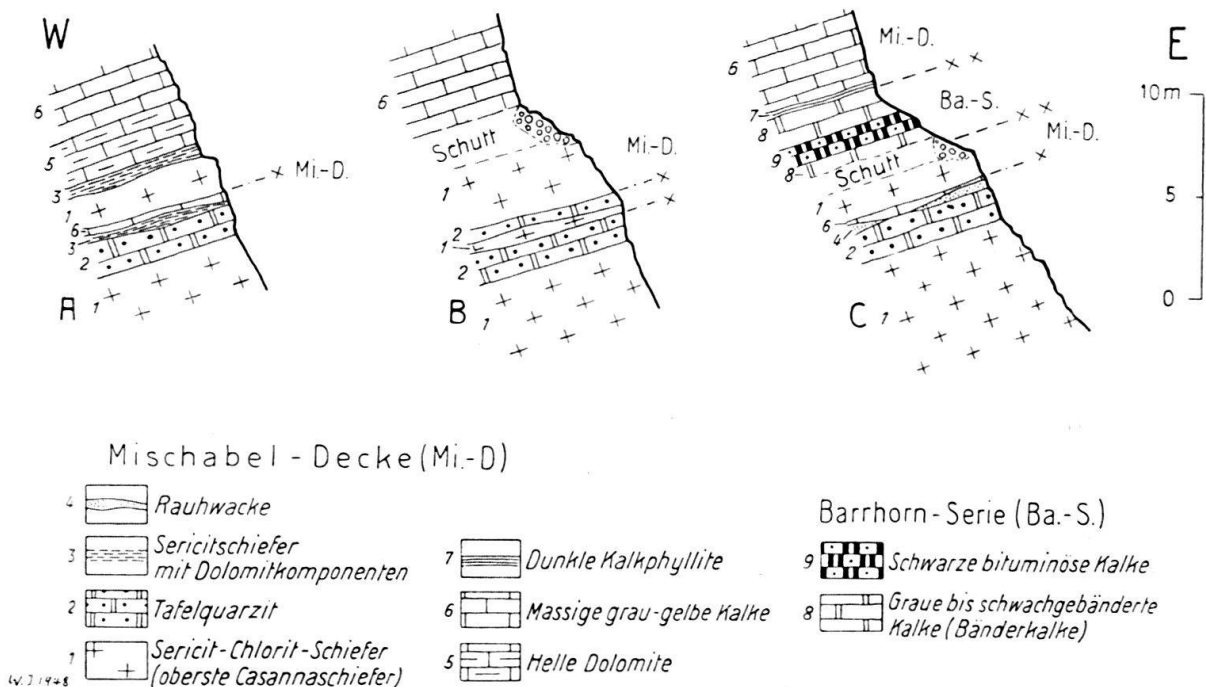 W
E
6
5
3
1
6
3
2
1
A
Mi.-D.
6
Schutt
1
2
1
2
1
B
Mi.-D.
6
7
8
9
8
Schutt
1
6
4
2
1
C
Mi.-D.
Ba.-S.
Mi.-D.
10m
5
0
Mischabel - Decke (Mi.-D)
4 Rauhwacke
3 Sericitschiefer
mit Dolomitkomponenten
2 Tafelquarzit
1 Sericit-Chlorit-Schiefer
(oberste Casannaschiefer)
7 Dunkle Kalkphyllite
6 Massige grau-gelbe Kalke
5 Helle Dolomite
Barrhorn-Serie (Ba.-S.)
9 Schwarze bituminöse Kalke
8 Graue bis schwachgebänderte
Kalke (Bänderkalke)